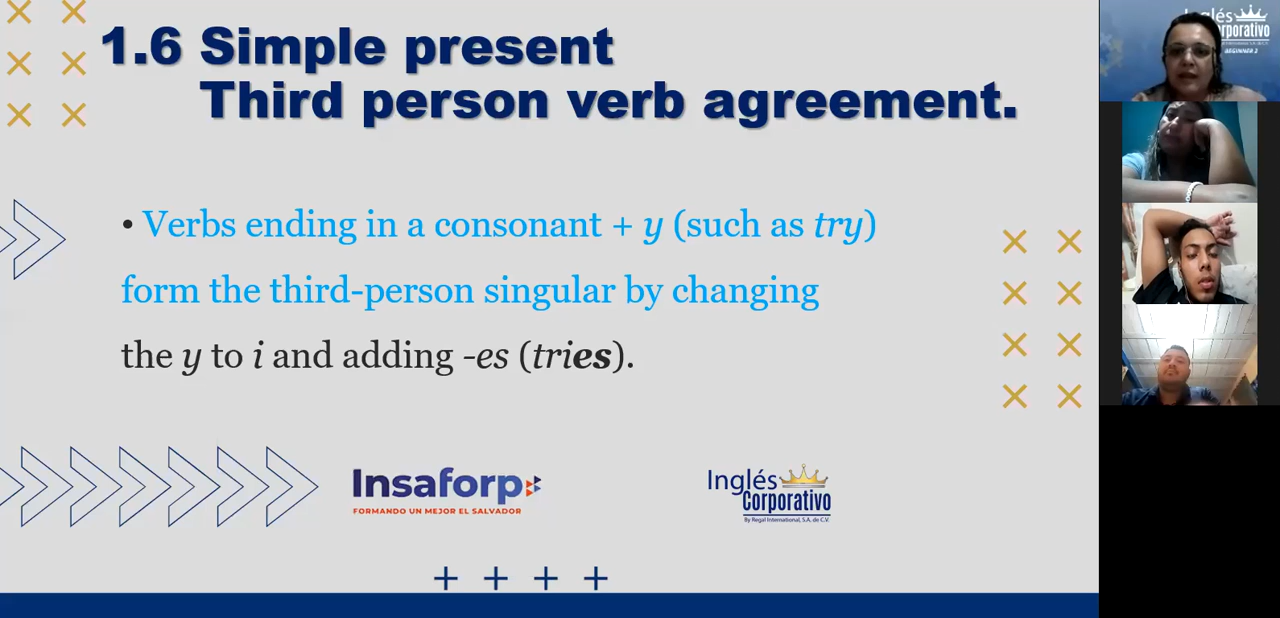 1.6 Simple present
Third person verb agreement.
• Verbs ending in a consonant + y (such as try)
form the third-person singular by changing
the y to i and adding -es (tries).
Insaforp
FORMANDO UN MEJOR EL SALVADOR
Inglés
Corporativo
By Regal International, S.A. de C.V.
Inglés
Corporativo
BEGINNER 2